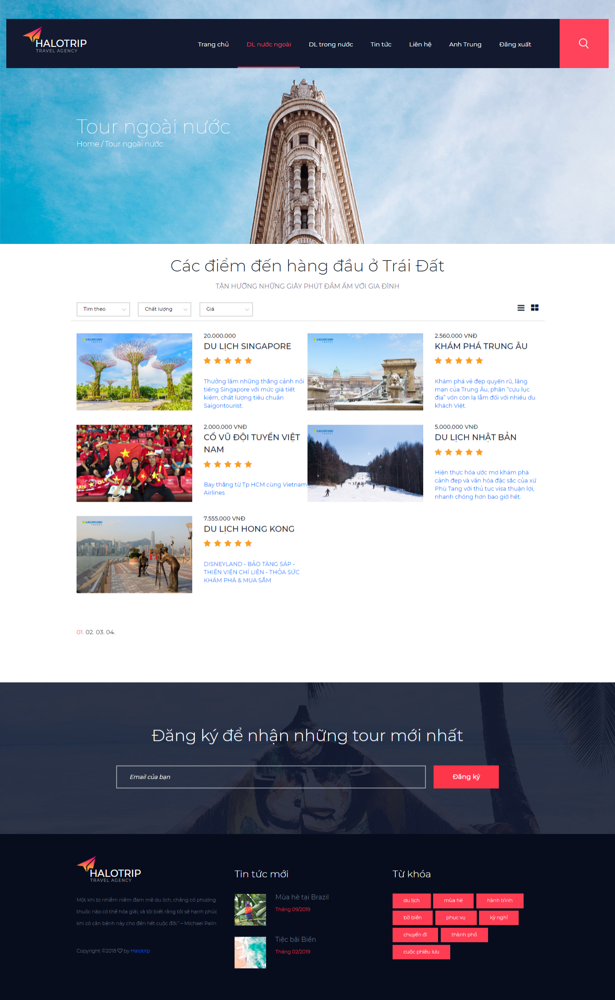 HALOTRIP
TRAVEL AGENCY
Trang chủ
DL nước ngoài
DL trong nước
Tin tức
Liên hệ
Anh Trung
Đăng xuất
Tour ngoài nước
Home / Tour ngoài nước
Các điểm đến hàng đầu ở Trái Đất
TẬN HƯỞNG NHỮNG GIÂY PHÚT ĐẦM ẤM VỚI GIA ĐÌNH
Tìm theo
Chất lượng
Giá
SAIGONTOURIST
TRAVEL
20.000.000
DU LỊCH SINGAPORE
Thưởng lãm những thắng cảnh nổi
tiếng Singapore với mức giá tiết
kiệm, chất lượng tiêu chuẩn
Saigontourist.
SAIGONTOURIST
TRAVEL
2.560.000 VNĐ
KHÁM PHÁ TRUNG ÂU
Khám phá vẻ đẹp quyến rũ, lãng
mạn của Trung Âu, phần “cựu lục
địa” vốn còn lạ lẫm đối với nhiều du
khách Việt.
2.000.000 VNĐ
CỔ VŨ ĐỘI TUYỂN VIỆT
NAM
Bay thẳng từ Tp HCM cùng Vietnam
Airlines
SAIGONTOURIST
TRAVEL
5.000.000 VNĐ
DU LỊCH NHẬT BẢN
Hiện thực hóa ước mơ khám phá
cảnh đẹp và văn hóa đặc sắc của xứ
Phù Tang với thủ tục visa thuận lợi,
nhanh chóng hơn bao giờ hết.
SAIGONTOURIST
TRAVEL
7.555.000 VNĐ
DU LỊCH HONG KONG
DISNEYLAND - BẢO TÀNG SÁP -
THIỀN VIỆN CHÍ LIÊN - THỎA SỨC
KHÁM PHÁ & MUA SẮM
01. 02. 03. 04.
Đăng ký để nhận những tour mới nhất
Email của bạn
Đăng ký
HALOTRIP
TRAVEL AGENCY
Một khi bị nhiễm niềm đam mê du lịch, chẳng có phương
thuốc nào có thể hóa giải, và tôi biết rằng tôi sẽ hạnh phúc
khi có căn bệnh này cho đến hết cuộc đời.” – Michael Palin
Copyright ©2018 ♡ by Halotrip
Tin tức mới
Mùa hè tại Brazil
Tháng 09/2019
Tiệc bãi Biển
Tháng 02/2019
Từ khóa
du lịch
mùa hè
hành trình
bờ biển
phục vụ
kỳ nghỉ
chuyến đi
thành phố
cuộc phiêu lưu